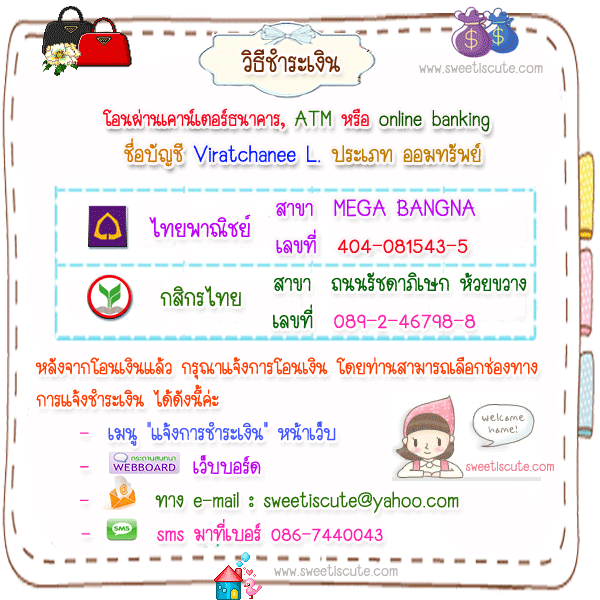 วิธีชำระเงิน
www.sweetiscute.com
โอนผ่านเคาน์เตอร์ธนาคาร, ATM หรือ online banking
ชื่อบัญชี Viratchanee L. ประเภท ออมทรัพย์
ไทยพาณิชย์
สาขา MEGA BANGNA
เลขที่ 404-081543-5
กสิกรไทย
สาขา ถนนรัชดาภิเษก ห้วยขวาง
เลขที่ 089-2-46798-8
หลังจากโอนเงินแล้ว กรุณาแจ้งการโอนเงิน โดยท่านสามารถเลือกช่องทาง
การแจ้งชำระเงิน ได้ดังนี้ค่ะ
- เมนู "แจ้งการชำระเงิน" หน้าเว็บ
- กระดานสนทนา WEBBOARD เว็บบอร์ด
- ทาง e-mail : sweetiscute@yahoo.com
- SMS sms มาที่เบอร์ 086-7440043
welcome
home!
sweetiscute.com
www.sweetiscute.com